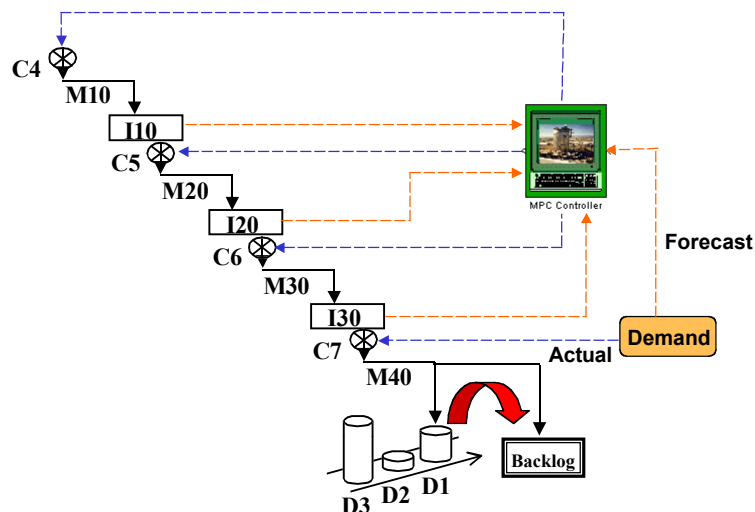 C4
M10
I10
C5
M20
MPC Controller
I20
C6
Forecast
M30
I30
C7
Demand
Actual
M40
Backlog
D1
D2
D3